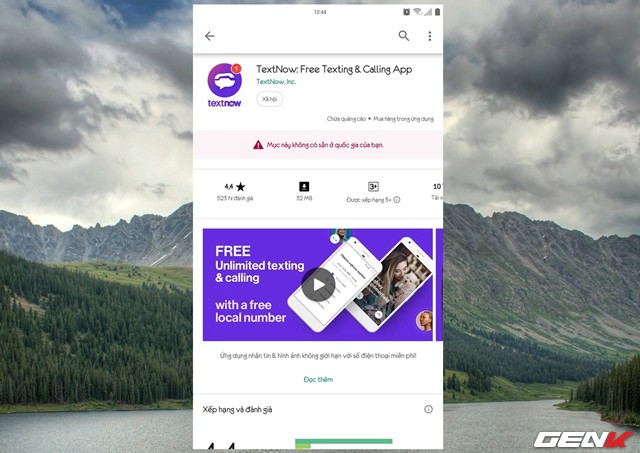 10:44
TextNow: Free Texting & Calling App
TextNow, Inc.
Xã hội
1
textnow
Chứa quảng cáo • Mua hàng trong ứng dụng
Mục này không có sẵn ở quốc gia của bạn.
4,4 ★
525 N đánh giá
32 MB
3+
Được xếp hạng 3+
10
Tải
FREE
Unlimited texting
& calling
with a free
local number
Ứng dụng nhắn tin & hình ảnh không giới hạn với số điện thoại miễn phí!
Đọc thêm
Xếp hạng và đánh giá
4,4
GENK